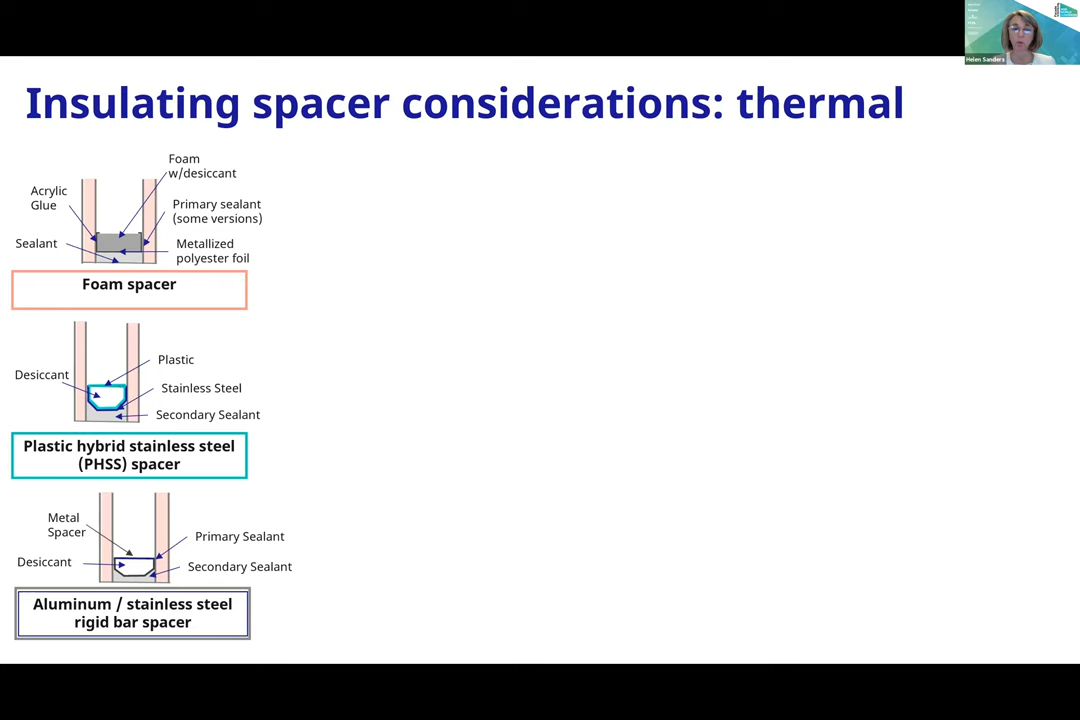 Helen Sanders
Insulating spacer considerations: thermal
Foam
w/desiccant
Acrylic
Glue
Primary sealant
(some versions)
Sealant
Metallized
polyester foil
Foam spacer
Plastic
Desiccant
Stainless Steel
Secondary Sealant
Plastic hybrid stainless steel
(PHSS) spacer
Metal
Spacer
Primary Sealant
Desiccant
Secondary Sealant
Aluminum / stainless steel
rigid bar spacer